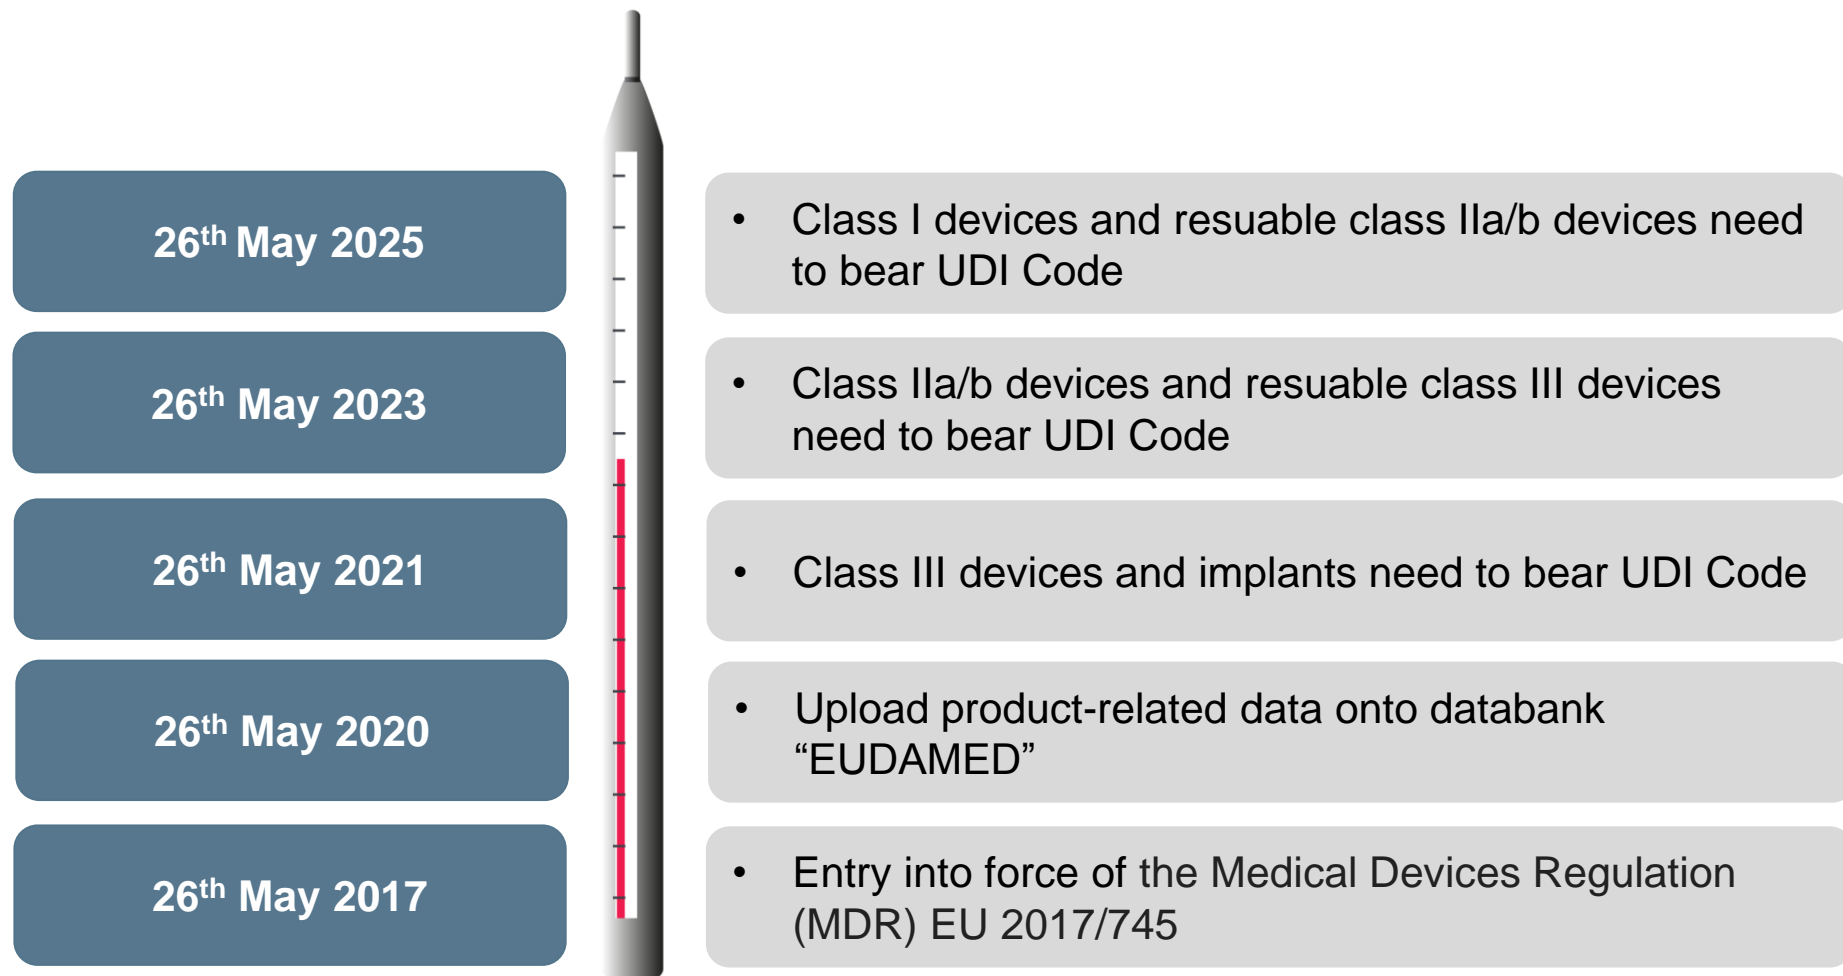 26th May 2025
• Class I devices and resuable class IIa/b devices need
to bear UDI Code
26th May 2023
• Class IIa/b devices and resuable class III devices
need to bear UDI Code
26th May 2021
• Class III devices and implants need to bear UDI Code
26th May 2020
• Upload product-related data onto databank
“EUDAMED”
26th May 2017
• Entry into force of the Medical Devices Regulation
(MDR) EU 2017/745